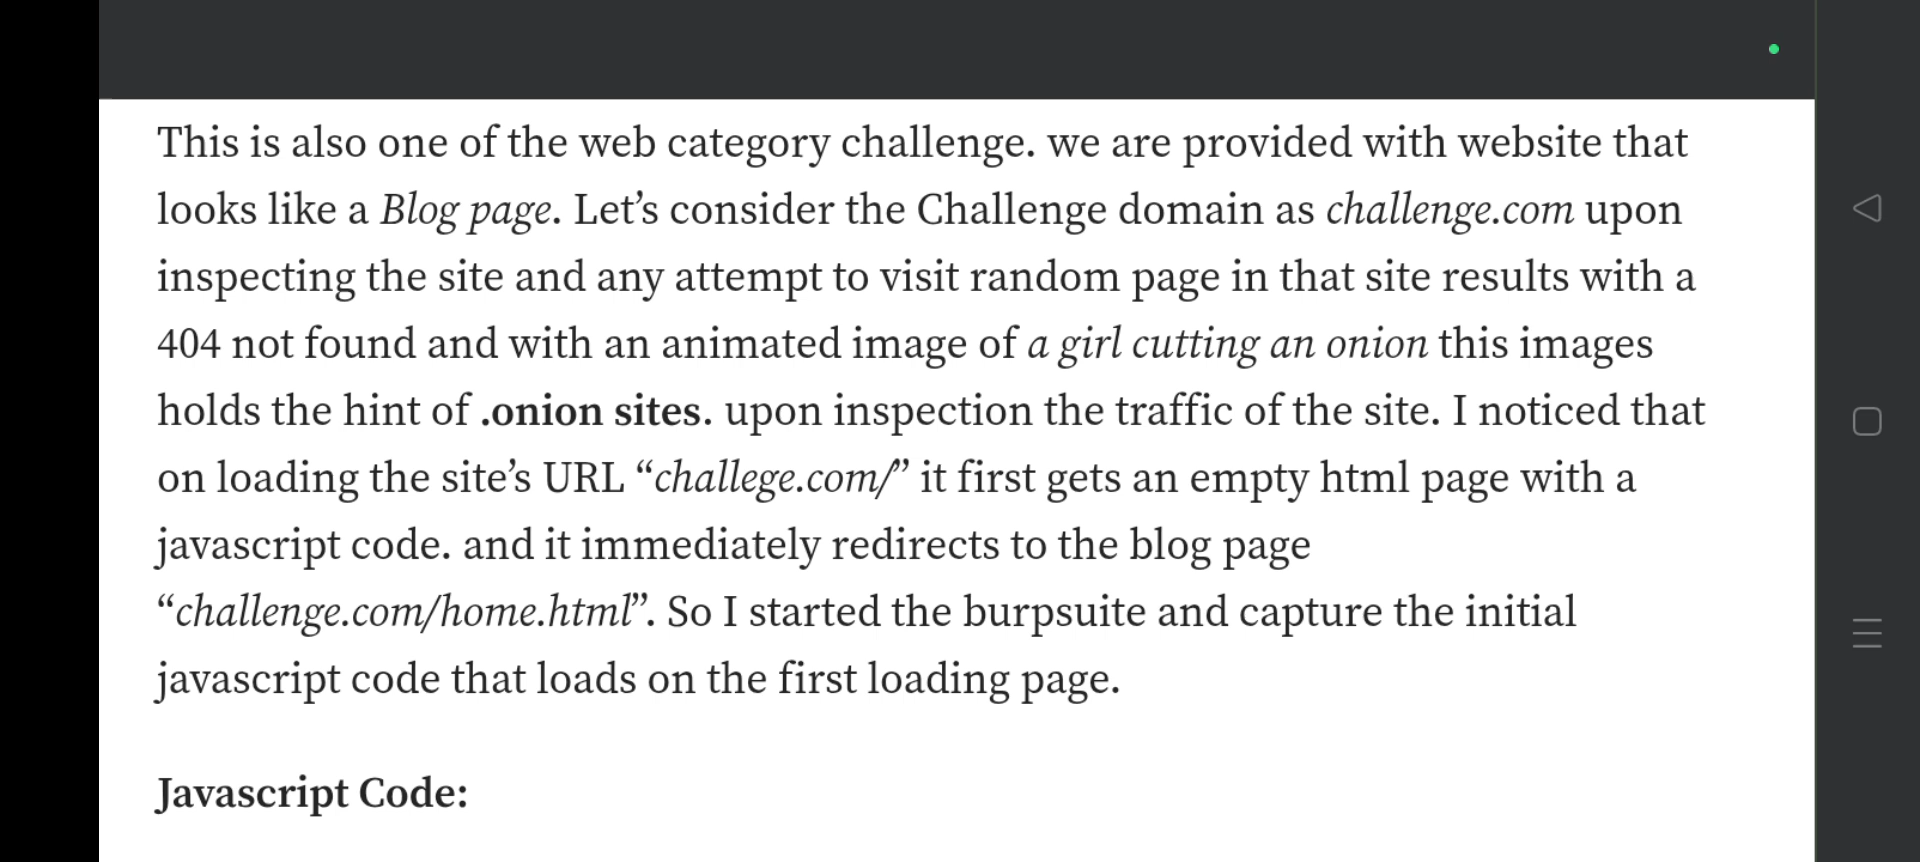 This is also one of the web category challenge. we are provided with website that
looks like a Blog page. Let’s consider the Challenge domain as challenge.com upon
inspecting the site and any attempt to visit random page in that site results with a
404 not found and with an animated image of a girl cutting an onion this images
holds the hint of .onion sites. upon inspection the traffic of the site. I noticed that
on loading the site’s URL “challege.com/” it first gets an empty html page with a
javascript code. and it immediately redirects to the blog page
“challenge.com/home.html”. So I started the burpsuite and capture the initial
javascript code that loads on the first loading page.
Javascript Code: